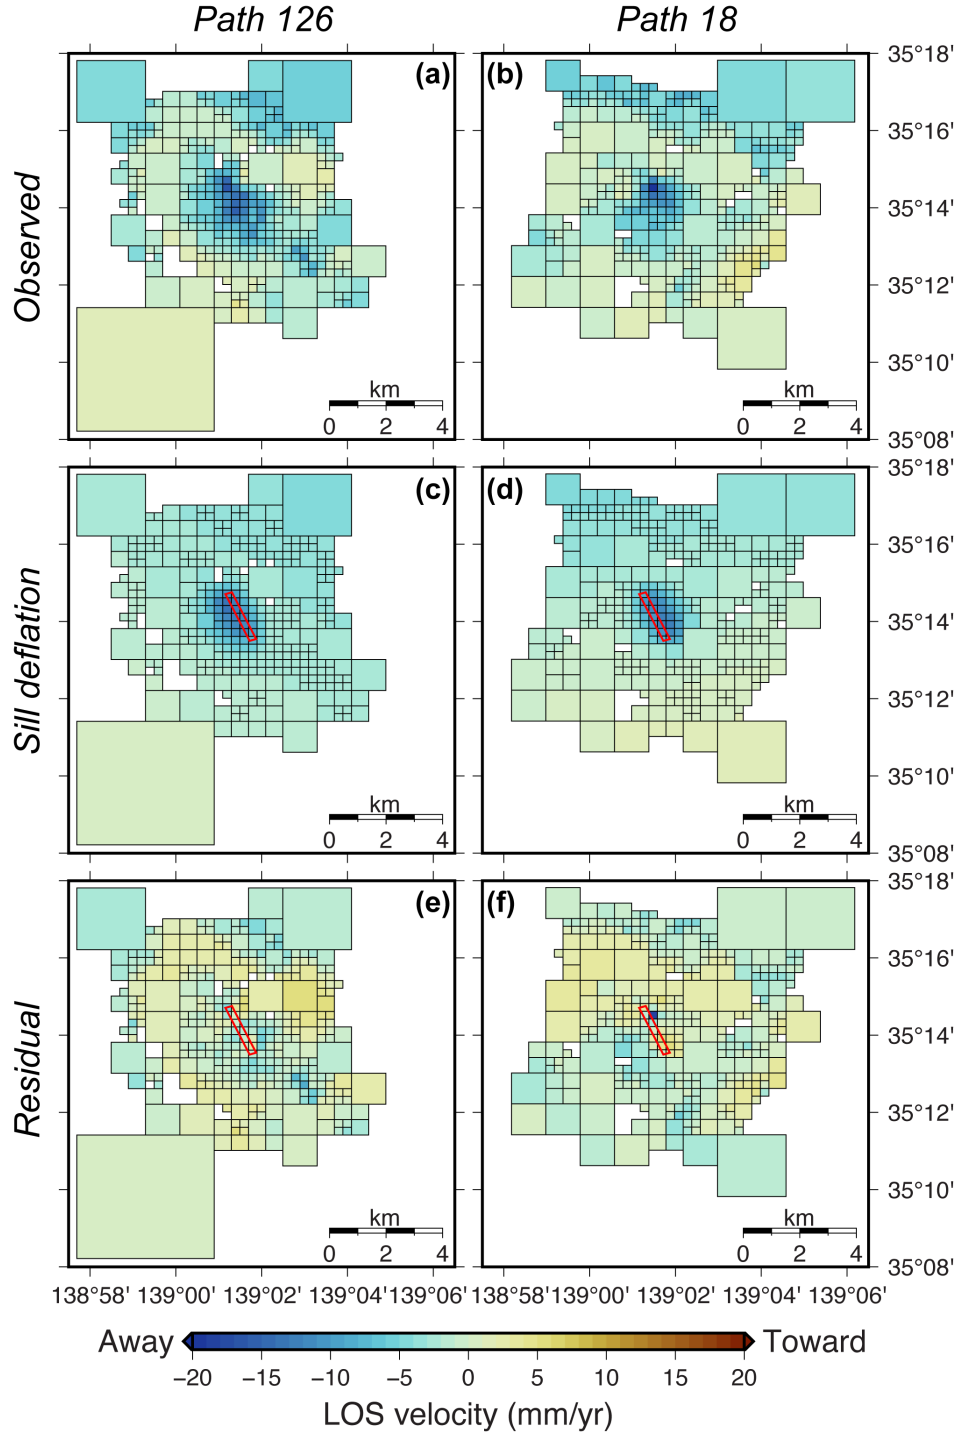 Path 126 Path 18
Observed
(a) (b)
35°18'
35°16'
35°14'
35°12'
35°10'
35°08'
km km
0 2 4 0 2 4
Sill deflation
(c) (d)
35°18'
35°16'
35°14'
35°12'
35°10'
35°08'
km km
0 2 4 0 2 4
Residual
(e) (f)
35°18'
35°16'
35°14'
35°12'
35°10'
35°08'
km km
0 2 4 0 2 4
138°58' 139°00' 139°02' 139°04' 139°06' 138°58' 139°00' 139°02' 139°04' 139°06'
Away Toward
−20 −15 −10 −5 0 5 10 15 20
LOS velocity (mm/yr)